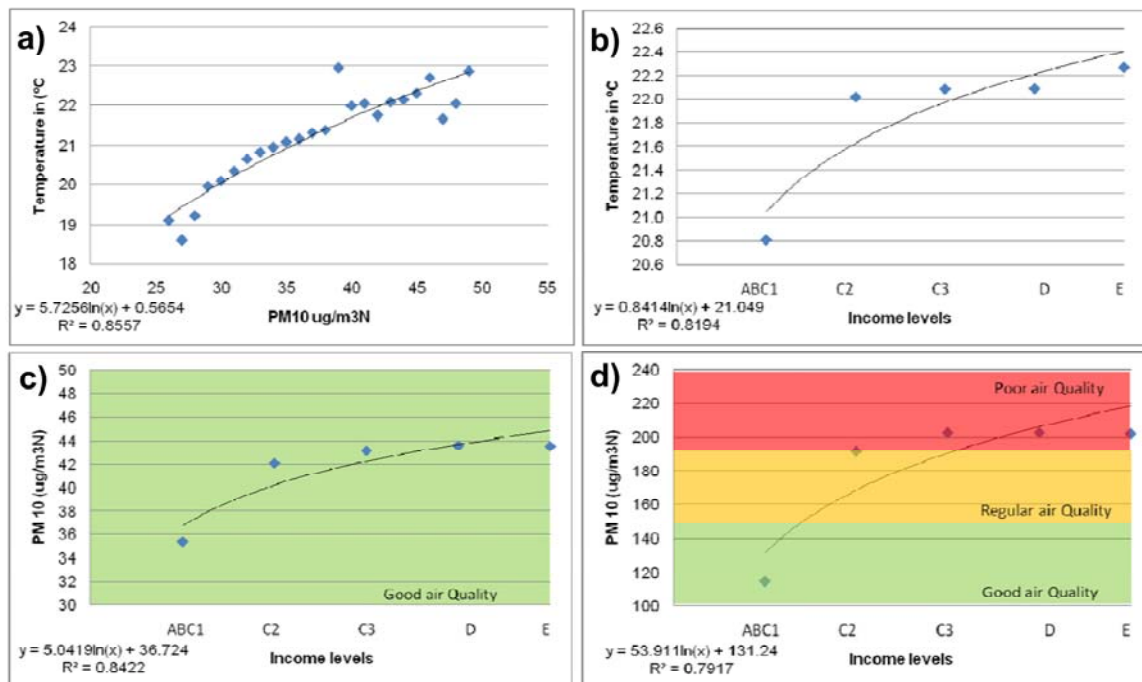 a)
Temperature in (ºC
24
23
22
21
20
19
18
20 25 30 35 40 45 50 55
y = 5.7256ln(x) + 0.5654
R² = 0.8557
PM10 ug/m3N
b)
Temperature in ºC
22.6
22.4
22.2
22.0
21.8
21.6
21.4
21.2
21.0
20.8
20.6
ABC1 C2 C3 D E
y = 0.8414ln(x) + 21.049
R² = 0.8194
Income levels
c)
PM 10 (ug/m3N)
50
48
46
44
42
40
38
36
34
32
30
Good air Quality
ABC1 C2 C3 D E
y = 5.0419ln(x) + 36.724
R² = 0.8422
Income levels
d)
PM 10 (ug/m3N)
240
220
200
180
160
140
120
100
Poor air Quality
Regular air Quality
Good air Quality
ABC1 C2 C3 D E
y = 53.911ln(x) + 131.24
R² = 0.7917
Income levels